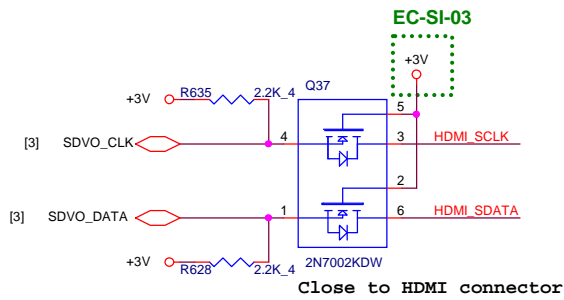 EC-SI-03
+3V
R635
2.2K_4
Q37
+3V
5
[3]
SDVO_CLK
4
3
HDMI_SCLK
2
[3]
SDVO_DATA
1
6
HDMI_SDATA
+3V
R628
2.2K_4
2N7002KDW
Close to HDMI connector